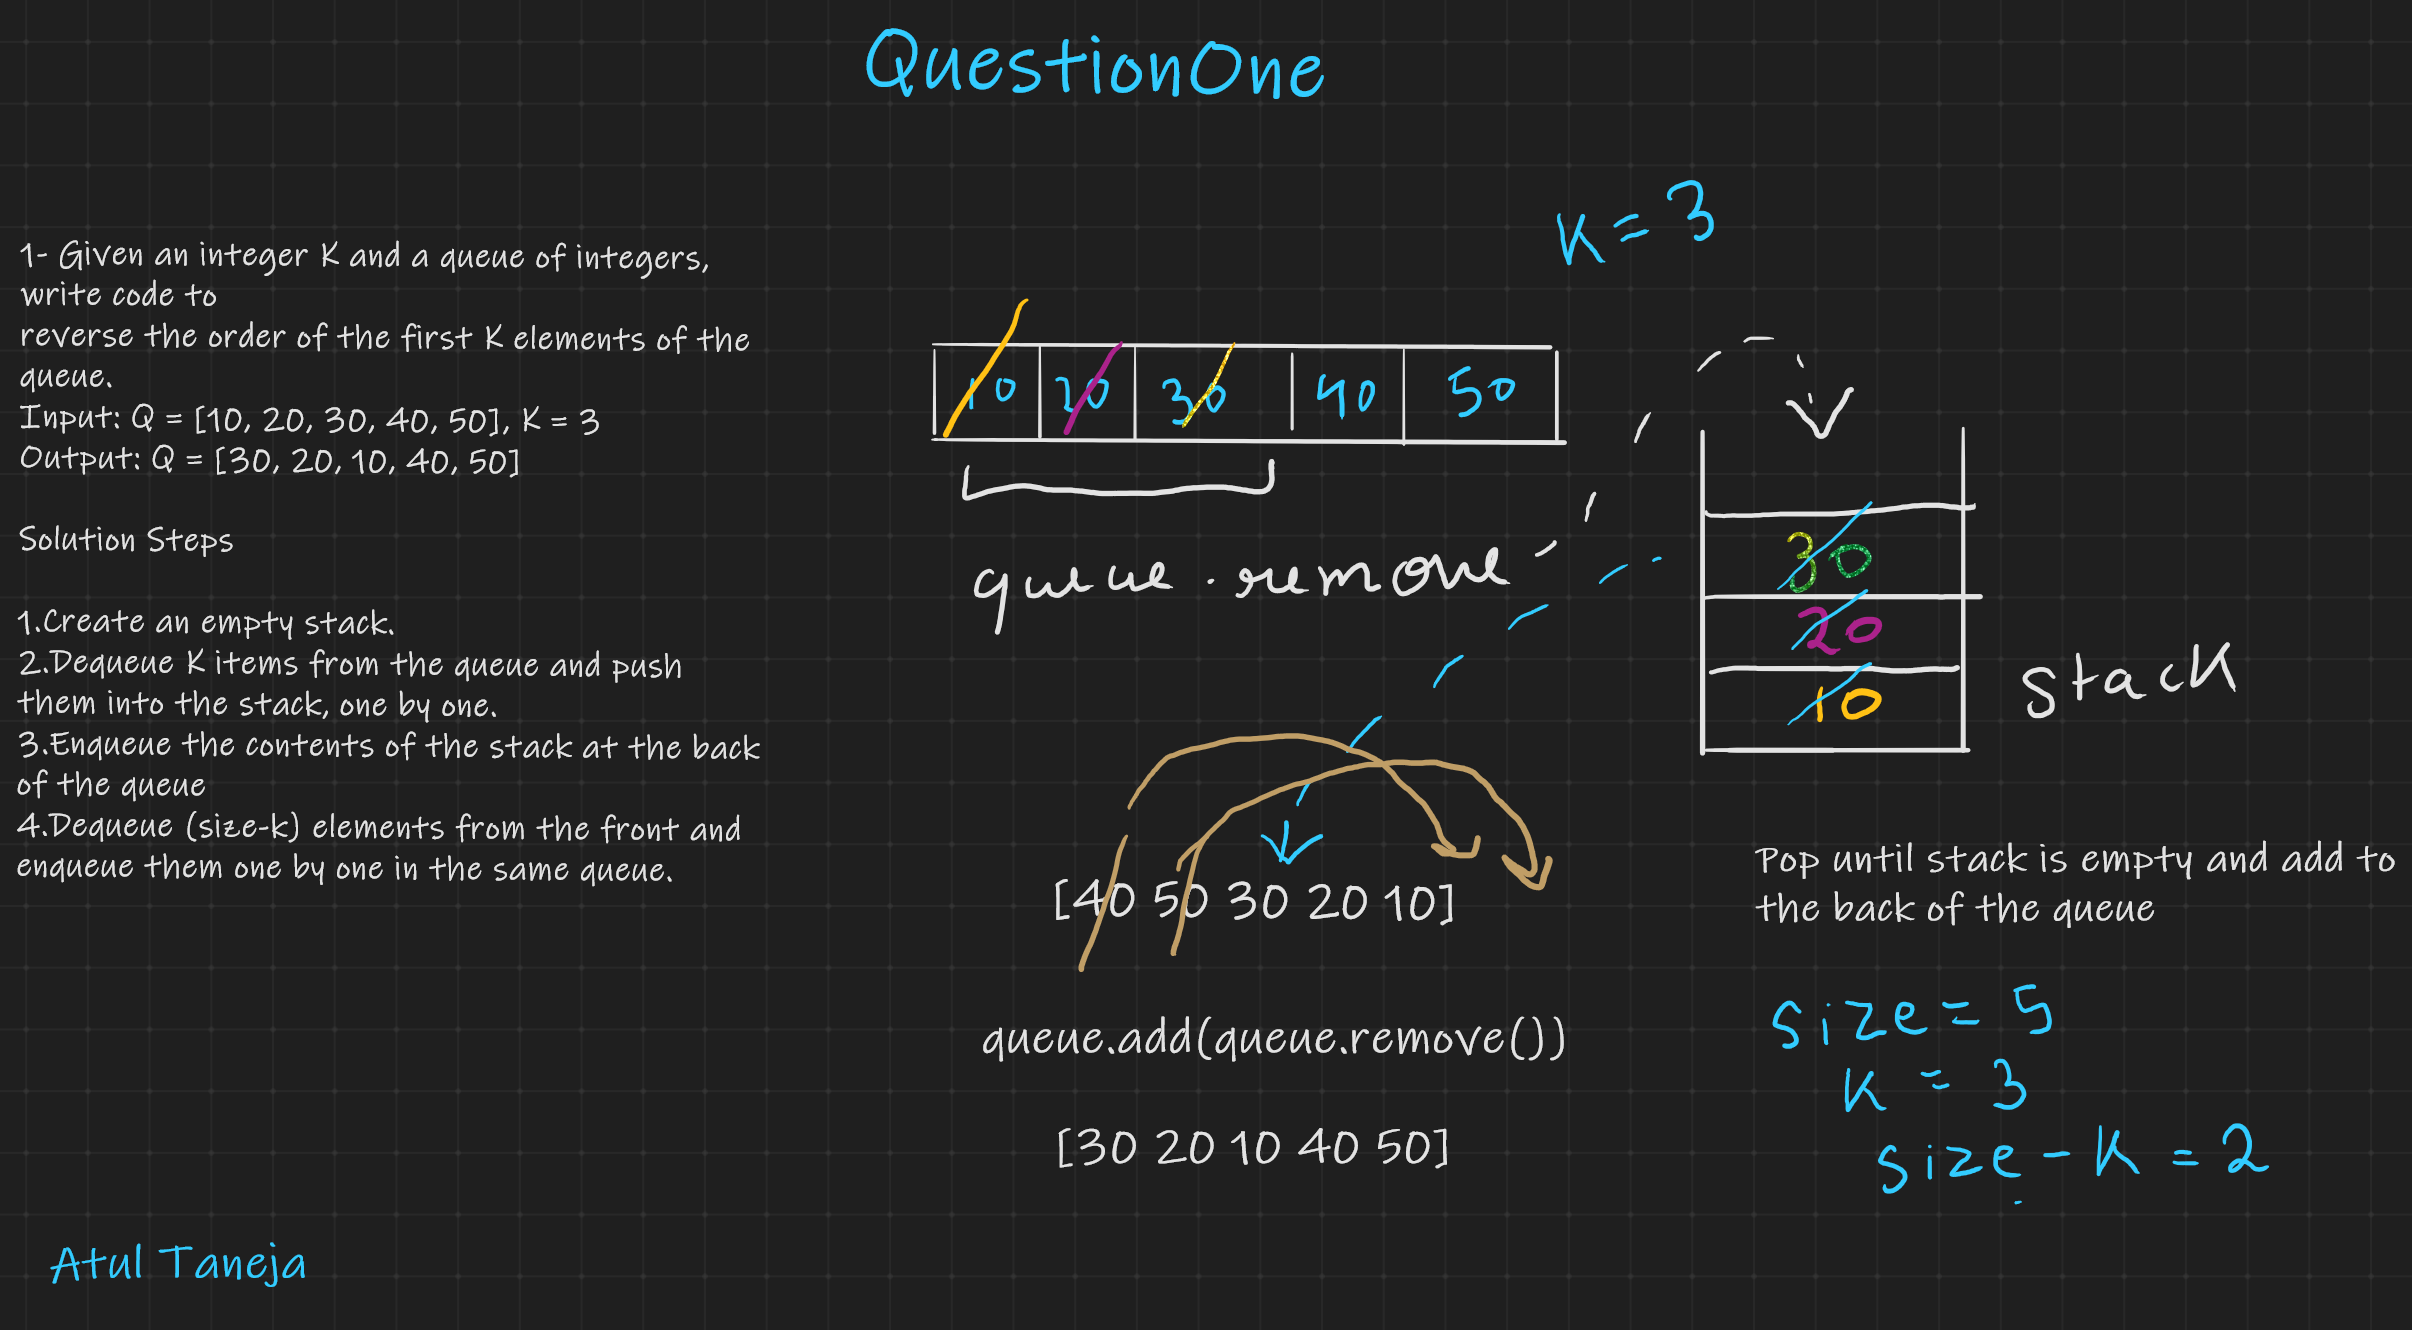 QuestionOne
K = 3
1- Given an integer K and a queue of integers,
write code to
reverse the order of the first K elements of the
queue.
Input: Q = [10, 20, 30, 40, 50], K = 3
Output: Q = [30, 20, 10, 40, 50]
Solution Steps
1.Create an empty stack.
2.Dequeue K items from the queue and push
them into the stack, one by one.
3.Enqueue the contents of the stack at the back
of the queue
4.Dequeue (size-k) elements from the front and
enqueue them one by one in the same queue.
10 20 30 40 50
queue.remove
30
20
10
Stack
[40 50 30 20 10]
queue.add(queue.remove())
[30 20 10 40 50]
Pop until stack is empty and add to
the back of the queue
size = 5
K = 3
size - K = 2
Atul Taneja